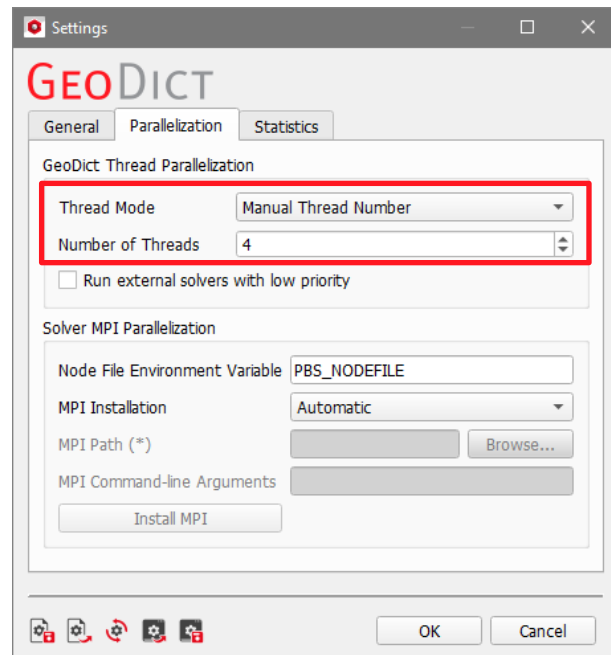 Settings
GEODICT
General Parallelization Statistics
GeoDict Thread Parallelization
Thread Mode Manual Thread Number
Number of Threads 4
Run external solvers with low priority
Solver MPI Parallelization
Node File Environment Variable PBS_NODEFILE
MPI Installation Automatic
MPI Path (*) Browse...
MPI Command-line Arguments
Install MPI
OK Cancel